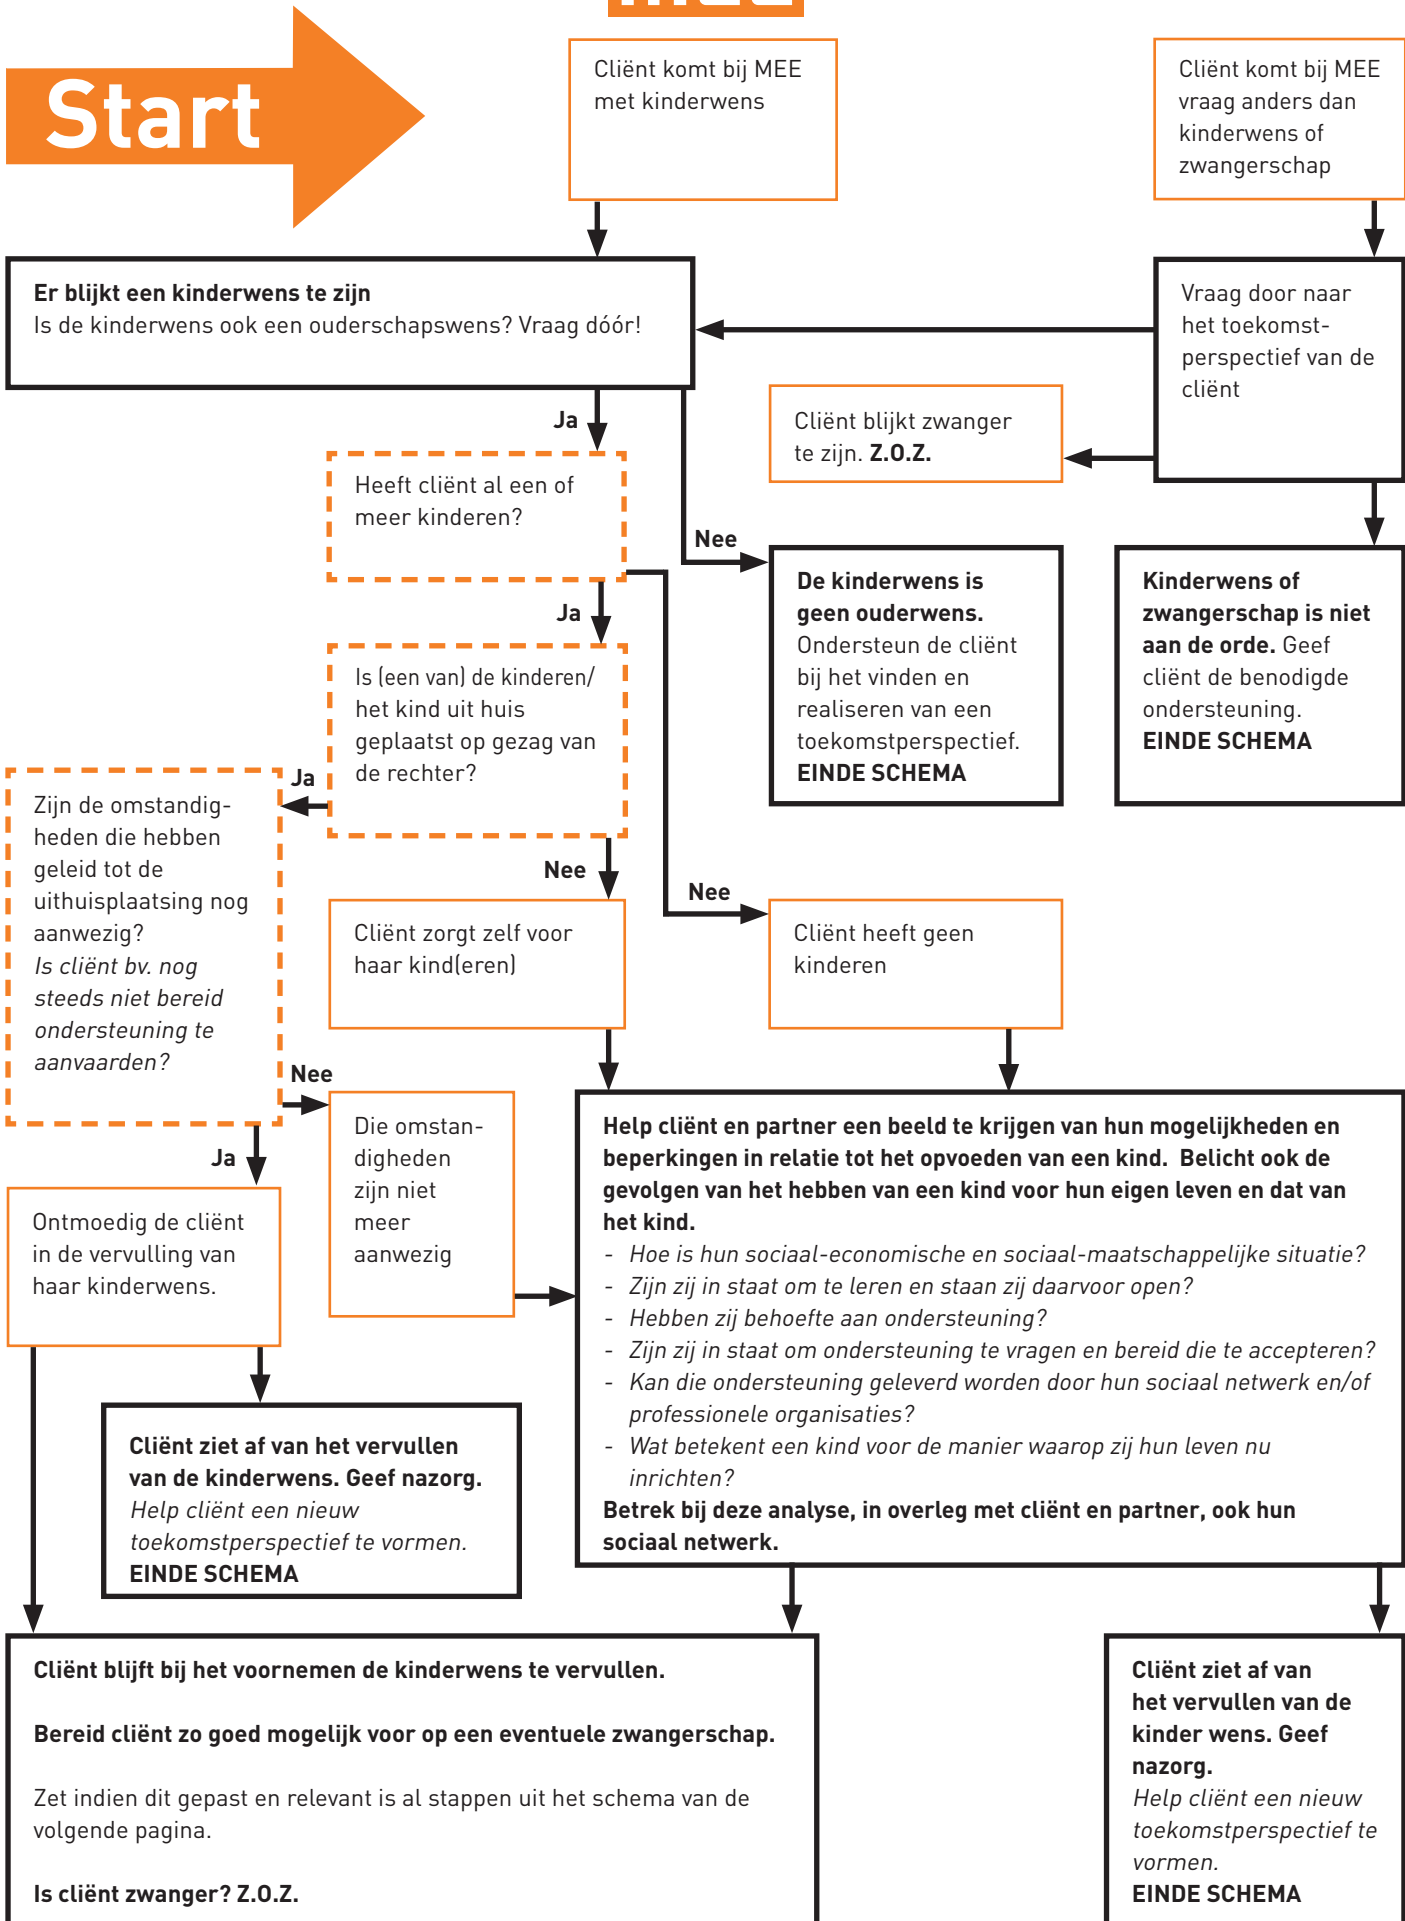 Start
Cliënt komt bij MEE
met kinderwens
Cliënt komt bij MEE
vraag anders dan
kinderwens of
zwangerschap
Er blijkt een kinderwens te zijn
Is de kinderwens ook een ouderschapswens? Vraag dóór!
Vraag door naar
het toekomst-
perspectief van de
cliënt
Cliënt blijkt zwanger
te zijn. Z.O.Z.
Ja
Heeft cliënt al een of
meer kinderen?
Nee
De kinderwens is
geen ouderwens.
Ondersteun de cliënt
bij het vinden en
realiseren van een
toekomstperspectief.
EINDE SCHEMA
Kinderwens of
zwangerschap is niet
aan de orde. Geef
cliënt de benodigde
ondersteuning.
EINDE SCHEMA
Ja
Is (een van) de kinderen/
het kind uit huis
geplaatst op gezag van
de rechter?
Ja
Zijn de omstandig-
heden die hebben
geleid tot de
uithuisplaatsing nog
aanwezig?
Is cliënt bv. nog
steeds niet bereid
ondersteuning te
aanvaarden?
Nee
Cliënt zorgt zelf voor
haar kind(eren)
Nee
Cliënt heeft geen
kinderen
Nee
Die omstan-
digheden
zijn niet
meer
aanwezig
Ja
Ontmoedig de cliënt
in de vervulling van
haar kinderwens.
Help cliënt en partner een beeld te krijgen van hun mogelijkheden en
beperkingen in relatie tot het opvoeden van een kind.  Belicht ook de
gevolgen van het hebben van een kind voor hun eigen leven en dat van
het kind.
- Hoe is hun sociaal-economische en sociaal-maatschappelijke situatie?
- Zijn zij in staat om te leren en staan zij daarvoor open?
- Hebben zij behoefte aan ondersteuning?
- Zijn zij in staat om ondersteuning te vragen en bereid die te accepteren?
- Kan die ondersteuning geleverd worden door hun sociaal netwerk en/of
professionele organisaties?
- Wat betekent een kind voor de manier waarop zij hun leven nu
inrichten?
Betrek bij deze analyse, in overleg met cliënt en partner, ook hun
sociaal netwerk.
Cliënt ziet af van het vervullen
van de kinderwens. Geef nazorg.
Help cliënt een nieuw
toekomstperspectief te vormen.
EINDE SCHEMA
Cliënt blijft bij het voornemen de kinderwens te vervullen.
Bereid cliënt zo goed mogelijk voor op een eventuele zwangerschap.
Zet indien dit gepast en relevant is al stappen uit het schema van de
volgende pagina.
Is cliënt zwanger? Z.O.Z.
Cliënt ziet af van
het vervullen van de
kinder wens. Geef
nazorg.
Help cliënt een nieuw
toekomstperspectief te
vormen.
EINDE SCHEMA